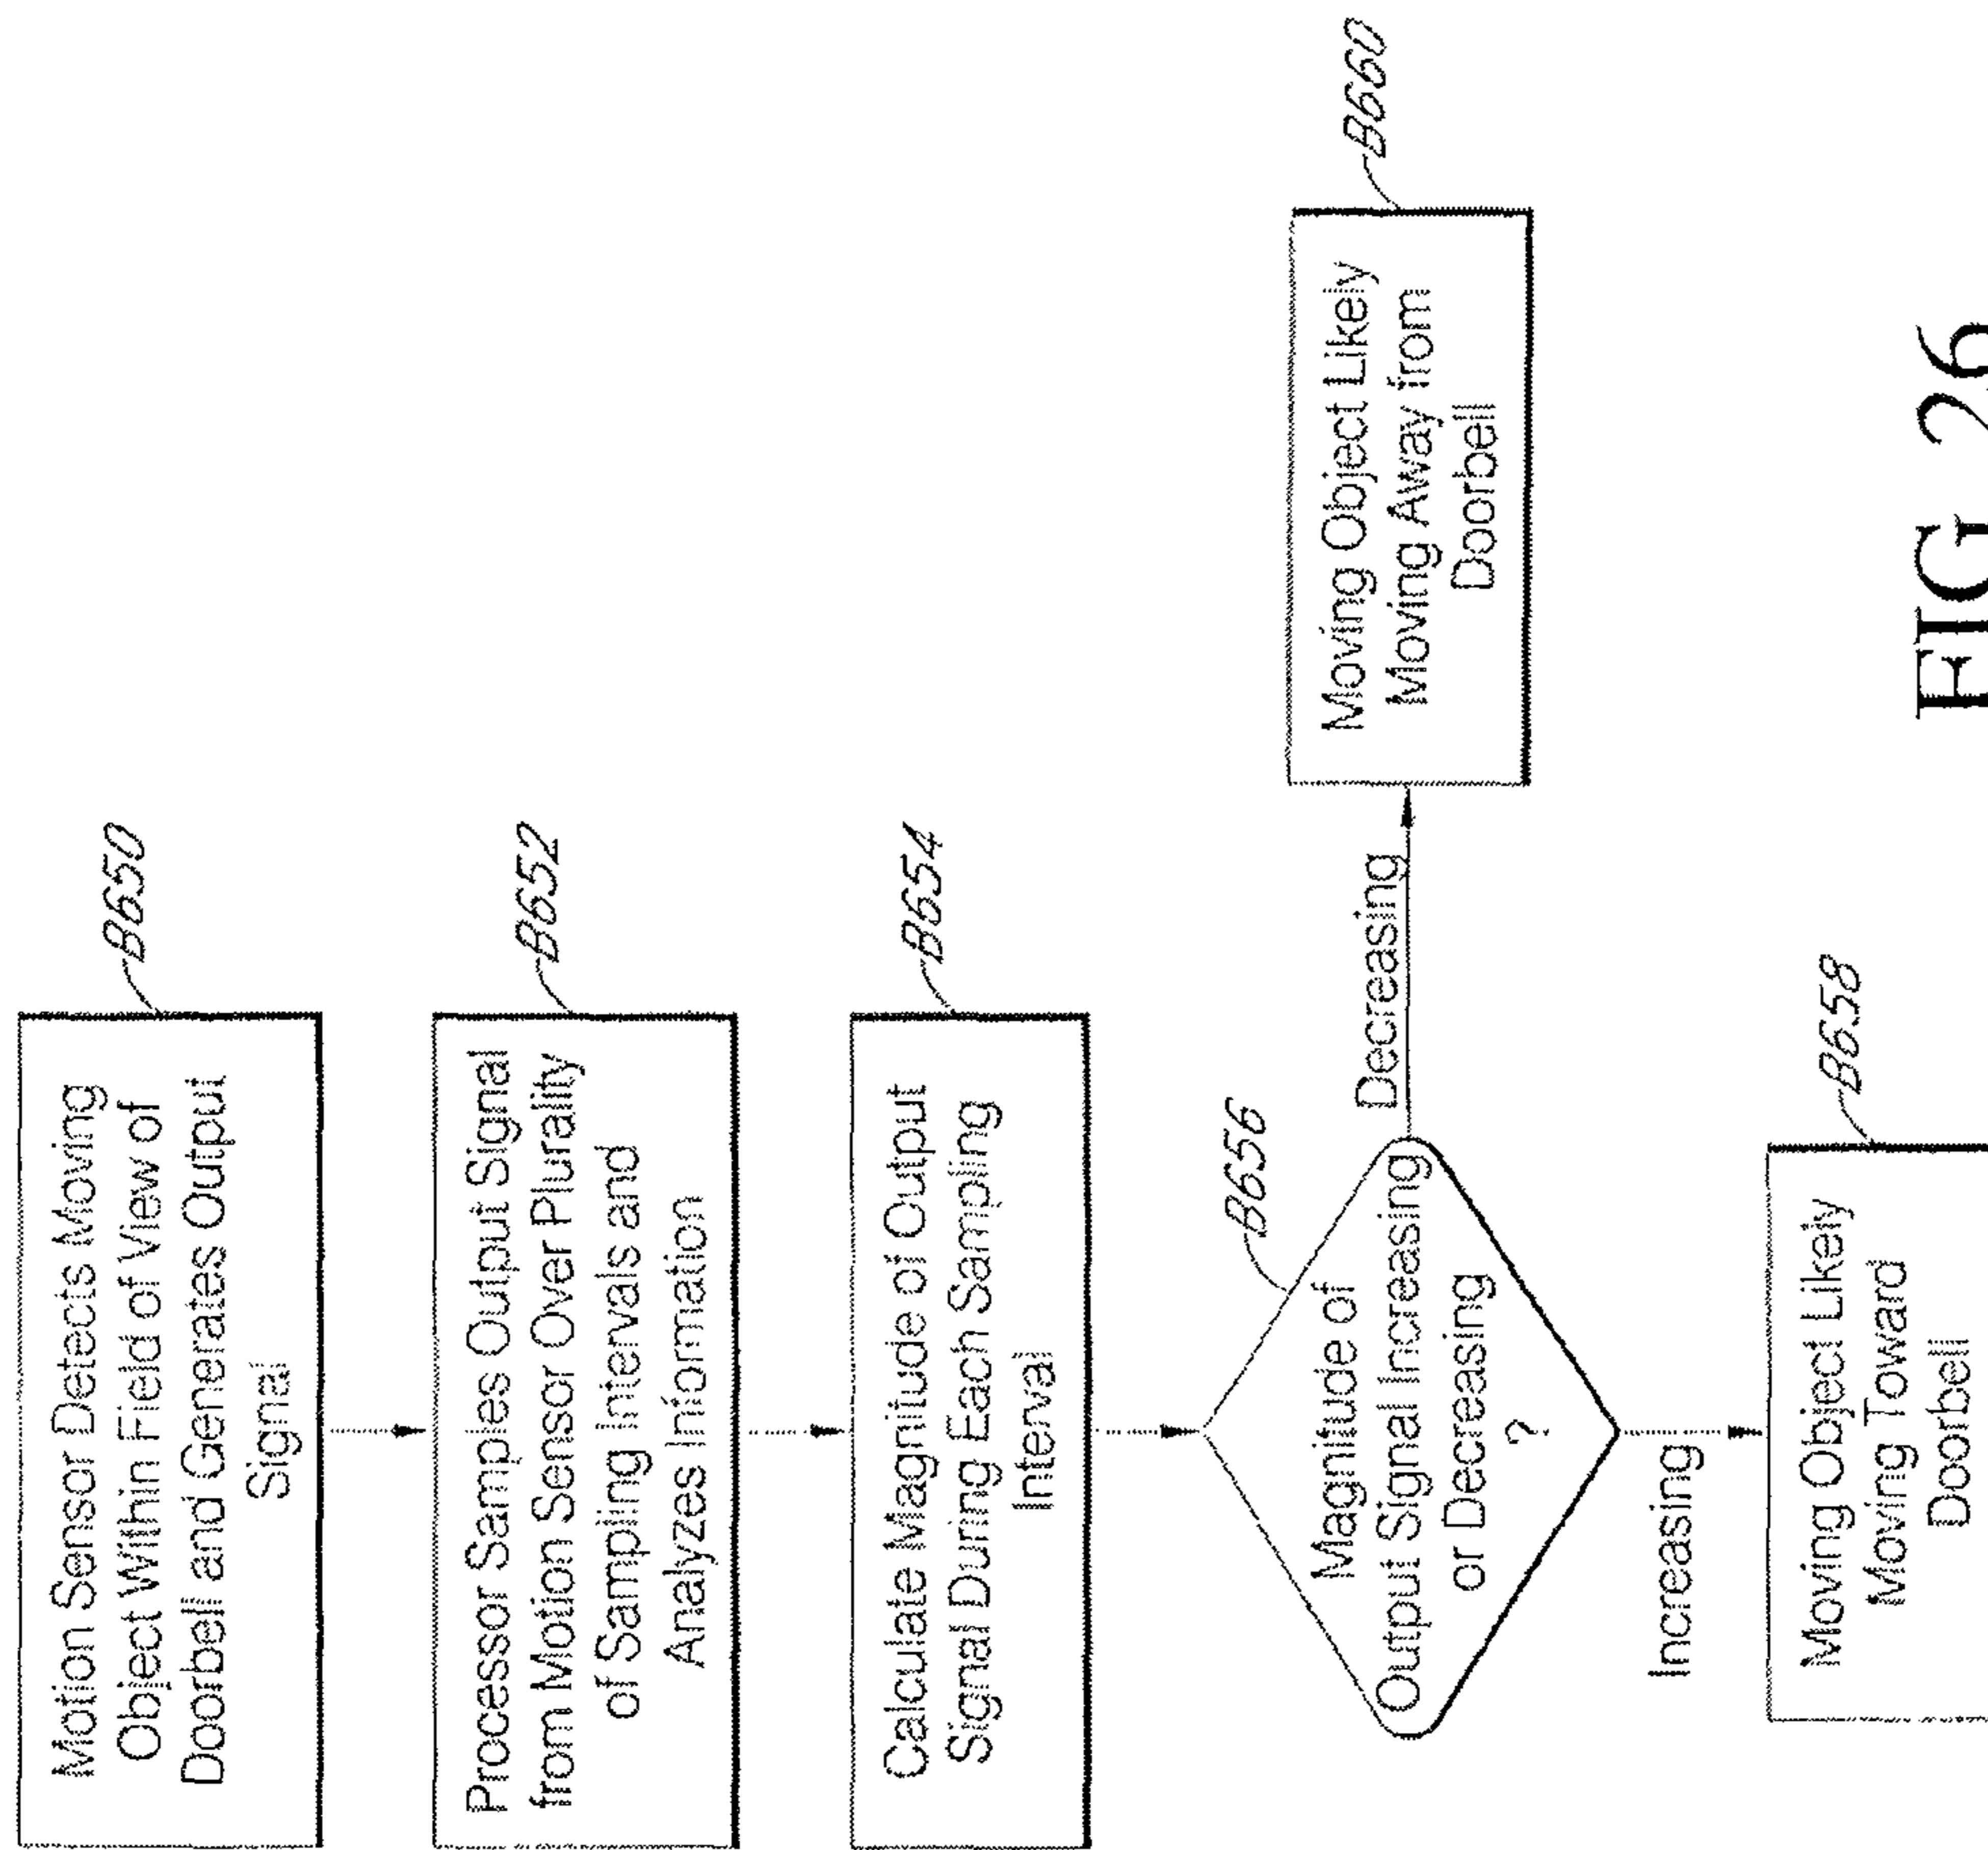 B650
Motion Sensor Detects Moving
Object Within Field of View of
Doorbell and Generates Output
Signal
B652
Processor Samples Output Signal
from Motion Sensor Over Plurality
of Sampling Intervals and
Analyzes Information
B654
Calculate Magnitude of Output
Signal During Each Sampling
Interval
B656
Magnitude of
Output Signal Increasing
or Decreasing
?
Decreasing
B660
Moving Object Likely
Moving Away from
Doorbell
Increasing
B658
Moving Object Likely
Moving Toward
Doorbell
FIG 26